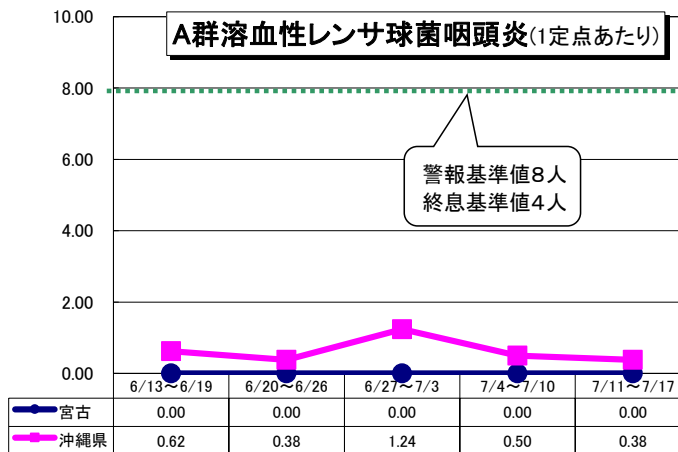 A群溶血性レンサ球菌咽頭炎(1定点あたり)
10.00
8.00
6.00
4.00
2.00
0.00
警報基準値8人
終息基準値4人
6/13～6/19 6/20～6/26 6/27～7/3 7/4～7/10 7/11～7/17
宮古 0.00 0.00 0.00 0.00 0.00
沖縄県 0.62 0.38 1.24 0.50 0.38